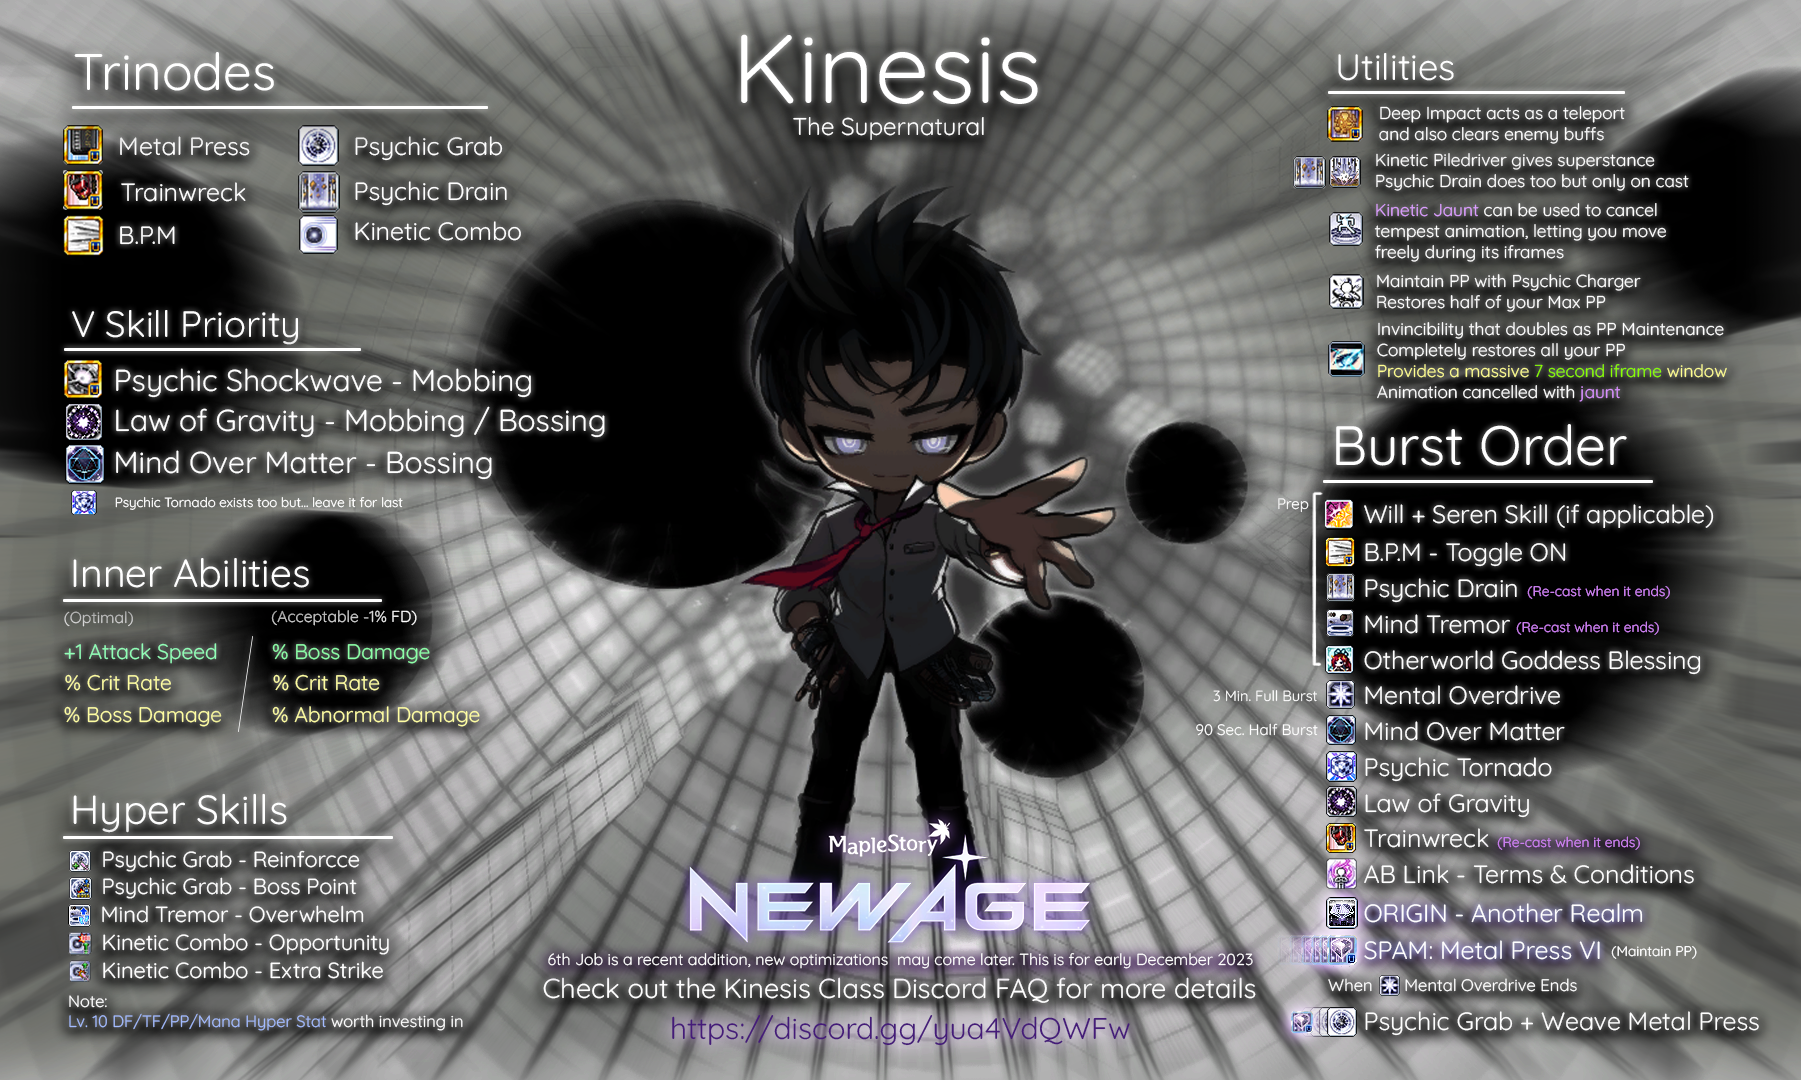 Kinesis
The Supernatural
Trinodes
Metal Press
Trainwreck
B.P.M
Psychic Grab
Psychic Drain
Kinetic Combo
V Skill Priority
Psychic Shockwave - Mobbing
Law of Gravity - Mobbing / Bossing
Mind Over Matter - Bossing
Psychic Tornado exists too but... leave it for last
Inner Abilities
(Optimal)
+1 Attack Speed
% Crit Rate
% Boss Damage
(Acceptable -1% FD)
% Boss Damage
% Crit Rate
% Abnormal Damage
Hyper Skills
Psychic Grab - Reinforcce
Psychic Grab - Boss Point
Mind Tremor - Overwhelm
Kinetic Combo - Opportunity
Kinetic Combo - Extra Strike
Note:
Lv. 10 DF/TF/PP/Mana Hyper Stat worth investing in
MapleStory
NEW AGE
6th Job is a recent addition, new optimizations may come later. This is for early December 2023
Check out the Kinesis Class Discord FAQ for more details
https://discord.gg/yua4VdQWFw
Utilities
Deep Impact acts as a teleport
and also clears enemy buffs
Kinetic Piledriver gives superstance
Psychic Drain does too but only on cast
Kinetic Jaunt can be used to cancel
tempest animation, letting you move
freely during its iframes
Maintain PP with Psychic Charger
Restores half of your Max PP
Invincibility that doubles as PP Maintenance
Completely restores all your PP
Provides a massive 7 second iframe window
Animation cancelled with jaunt
Burst Order
Prep
Will + Seren Skill (if applicable)
B.P.M - Toggle ON
Psychic Drain (Re-cast when it ends)
Mind Tremor (Re-cast when it ends)
Otherworld Goddess Blessing
3 Min. Full Burst Mental Overdrive
90 Sec. Half Burst Mind Over Matter
Psychic Tornado
Law of Gravity
Trainwreck (Re-cast when it ends)
AB Link - Terms & Conditions
ORIGIN - Another Realm
SPAM: Metal Press VI (Maintain PP)
When Mental Overdrive Ends
Psychic Grab + Weave Metal Press